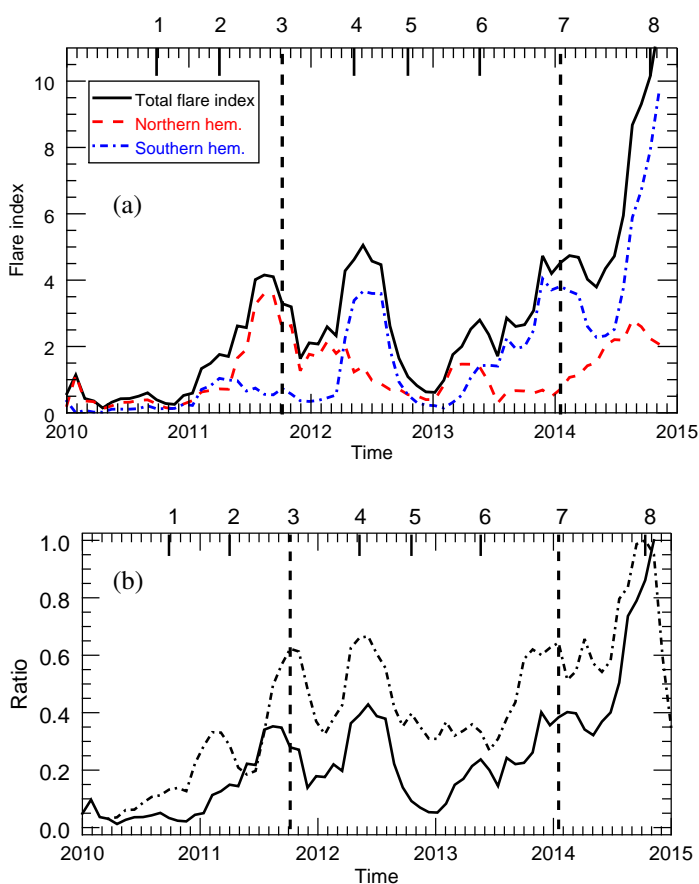 1 2 3 4 5 6 7 8
10
8
6
4
2
0
Flare index
Total flare index
Northern hem.
Southern hem.
(a)
2010 2011 2012 2013 2014 2015
Time
1 2 3 4 5 6 7 8
1.0
0.8
0.6
0.4
0.2
0.0
Ratio
(b)
2010 2011 2012 2013 2014 2015
Time